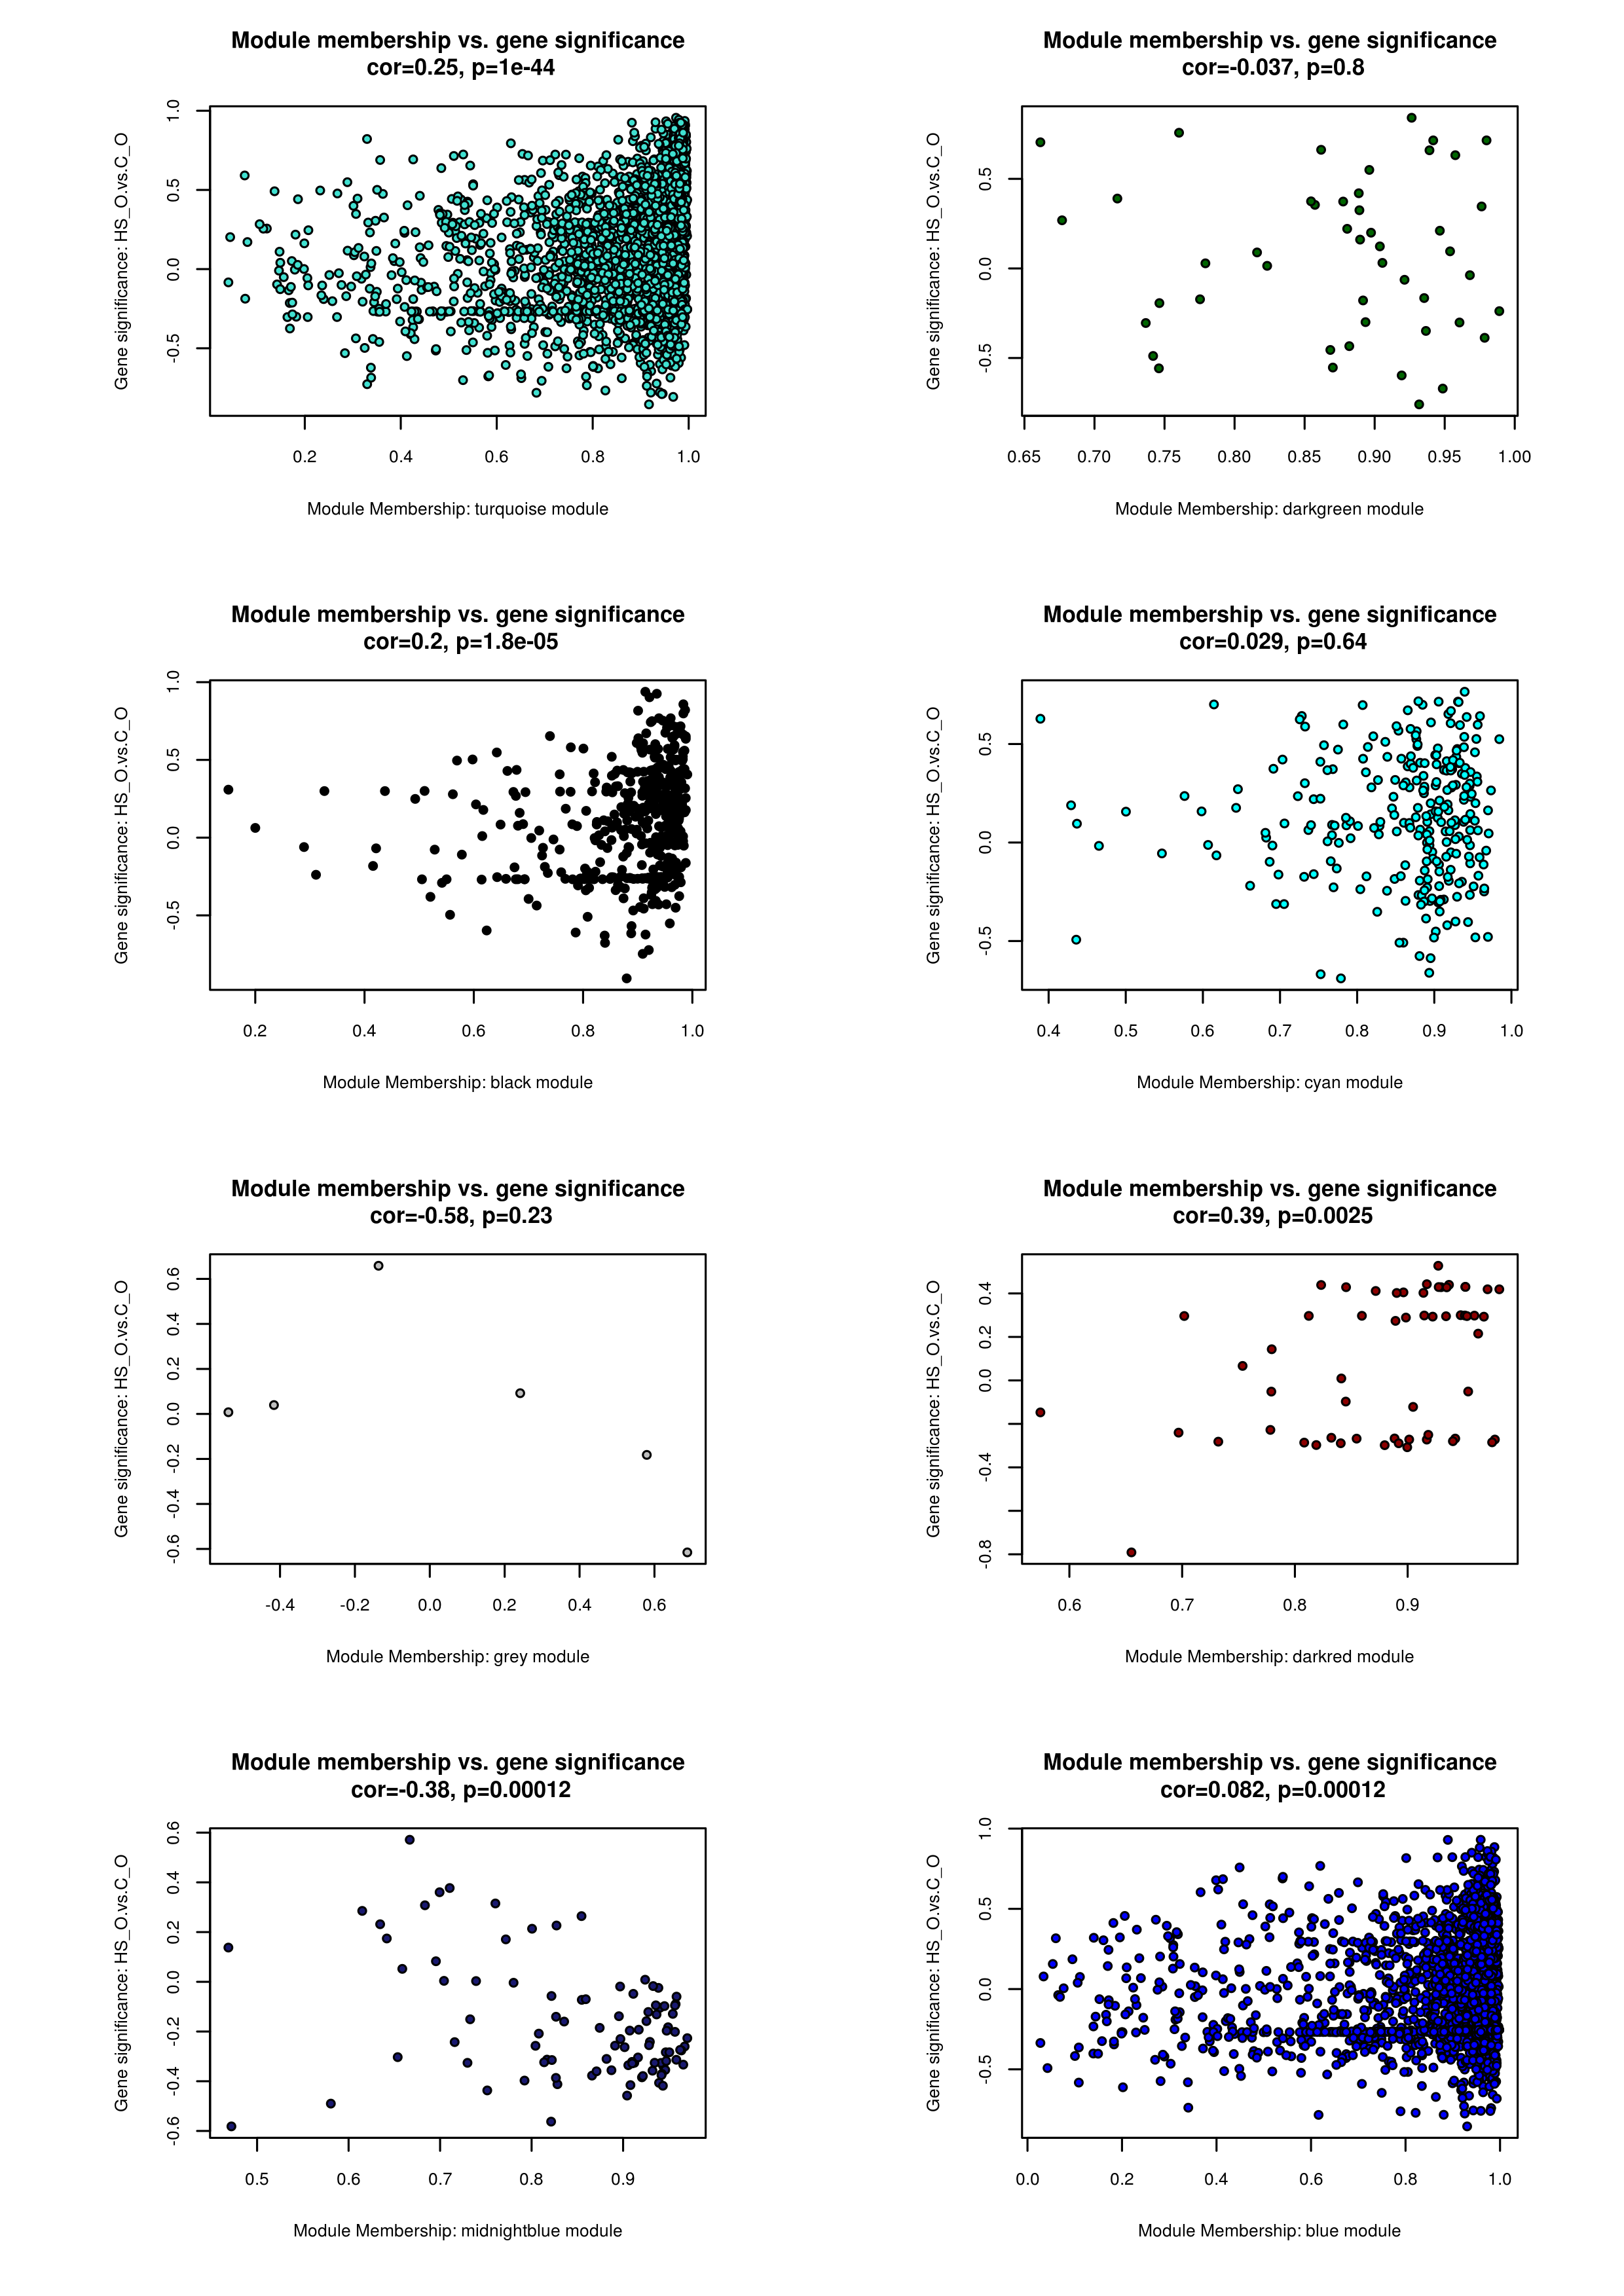 Module membership vs. gene significance
cor=0.25, p=1e-44
Gene significance: HS_O.vs.C_O
1.0
0.5
0.0
-0.5
0.2 0.4 0.6 0.8 1.0
Module Membership: turquoise module
Module membership vs. gene significance
cor=-0.037, p=0.8
Gene significance: HS_O.vs.C_O
0.5
0.0
-0.5
0.65 0.70 0.75 0.80 0.85 0.90 0.95 1.00
Module Membership: darkgreen module
Module membership vs. gene significance
cor=0.2, p=1.8e-05
Gene significance: HS_O.vs.C_O
1.0
0.5
0.0
-0.5
0.2 0.4 0.6 0.8 1.0
Module Membership: black module
Module membership vs. gene significance
cor=0.029, p=0.64
Gene significance: HS_O.vs.C_O
0.5
0.0
-0.5
0.4 0.5 0.6 0.7 0.8 0.9 1.0
Module Membership: cyan module
Module membership vs. gene significance
cor=-0.58, p=0.23
Gene significance: HS_O.vs.C_O
0.6
0.4
0.2
0.0
-0.2
-0.4
-0.6
-0.4 -0.2 0.0 0.2 0.4 0.6
Module Membership: grey module
Module membership vs. gene significance
cor=0.39, p=0.0025
Gene significance: HS_O.vs.C_O
0.4
0.2
0.0
-0.4
-0.8
0.6 0.7 0.8 0.9
Module Membership: darkred module
Module membership vs. gene significance
cor=-0.38, p=0.00012
Gene significance: HS_O.vs.C_O
0.6
0.4
0.2
0.0
-0.2
-0.4
-0.6
0.5 0.6 0.7 0.8 0.9
Module Membership: midnightblue module
Module membership vs. gene significance
cor=0.082, p=0.00012
Gene significance: HS_O.vs.C_O
1.0
0.5
0.0
-0.5
0.0 0.2 0.4 0.6 0.8 1.0
Module Membership: blue module